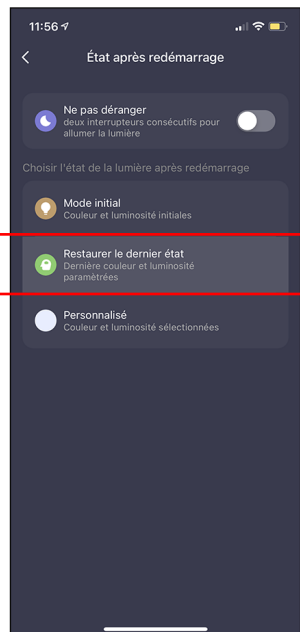 11:56
État après redémarrage
Ne pas déranger
deux interrupteurs consécutifs pour
allumer la lumière
Choisir l'état de la lumière après redémarrage
Mode initial
Couleur et luminosité initiales
Restaurer le dernier état
Dernière couleur et luminosité
paramètrées
Personnalisé
Couleur et luminosité sélectionnées